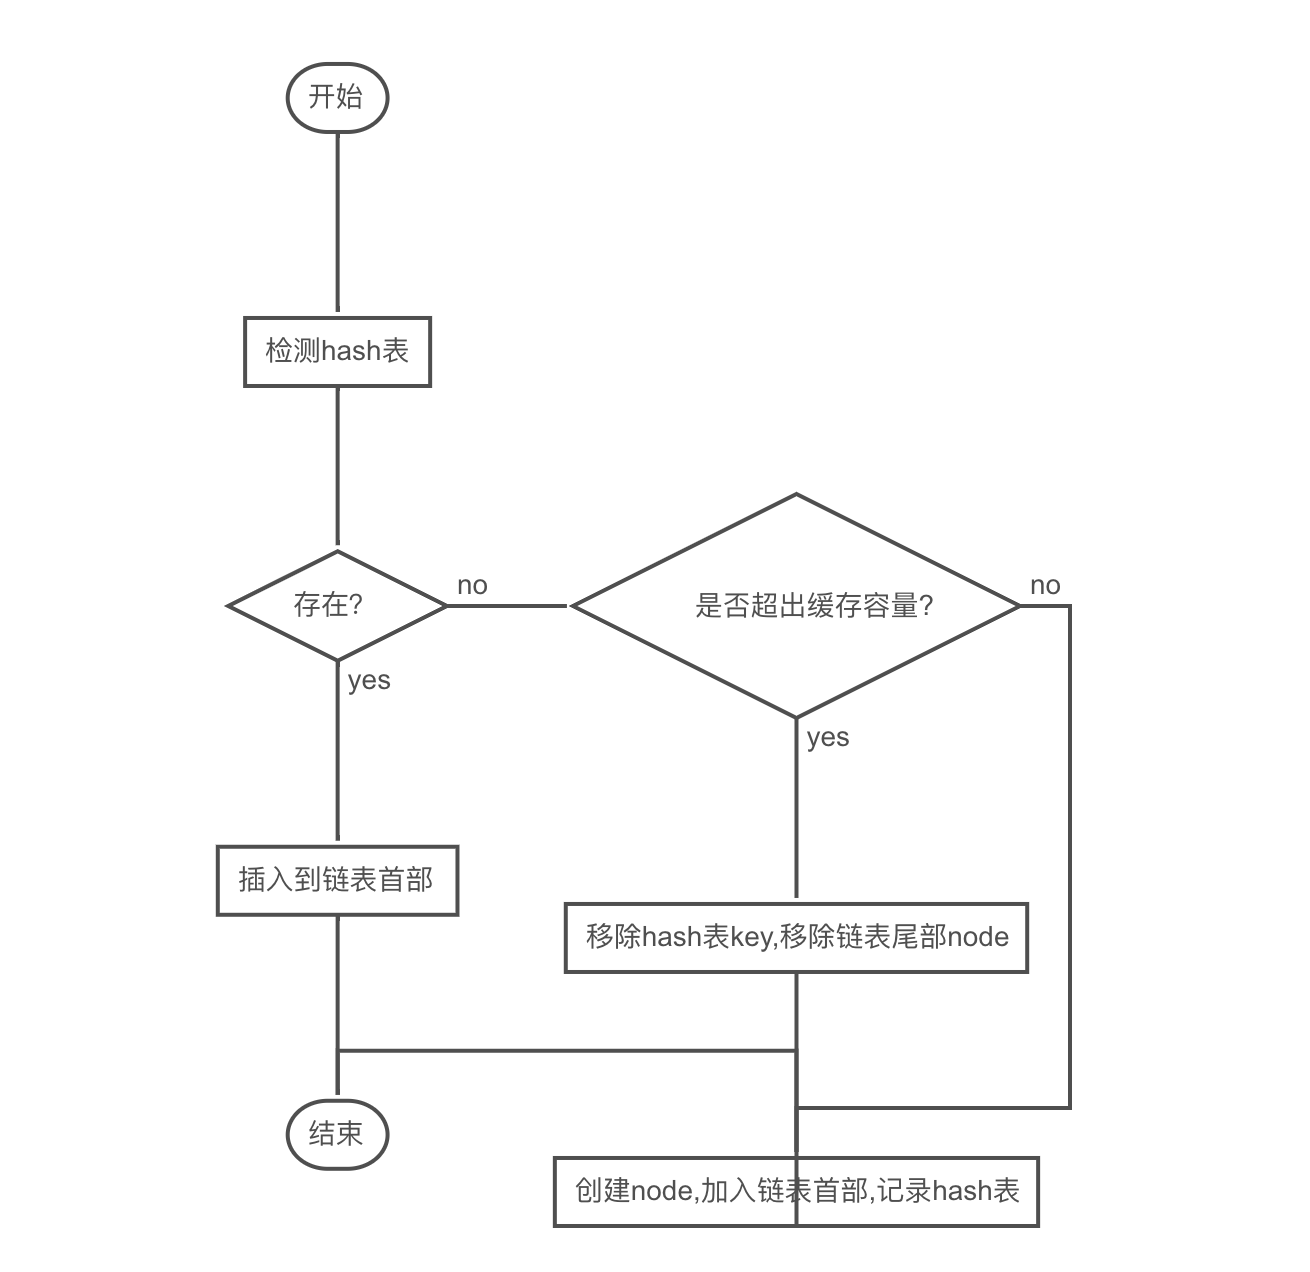 开始
检测hash表
存在?
no
是否超出缓存容量?
no
yes
yes
插入到链表首部
移除hash表key,移除链表尾部node
结束
创建node,加入链表首部,记录hash表